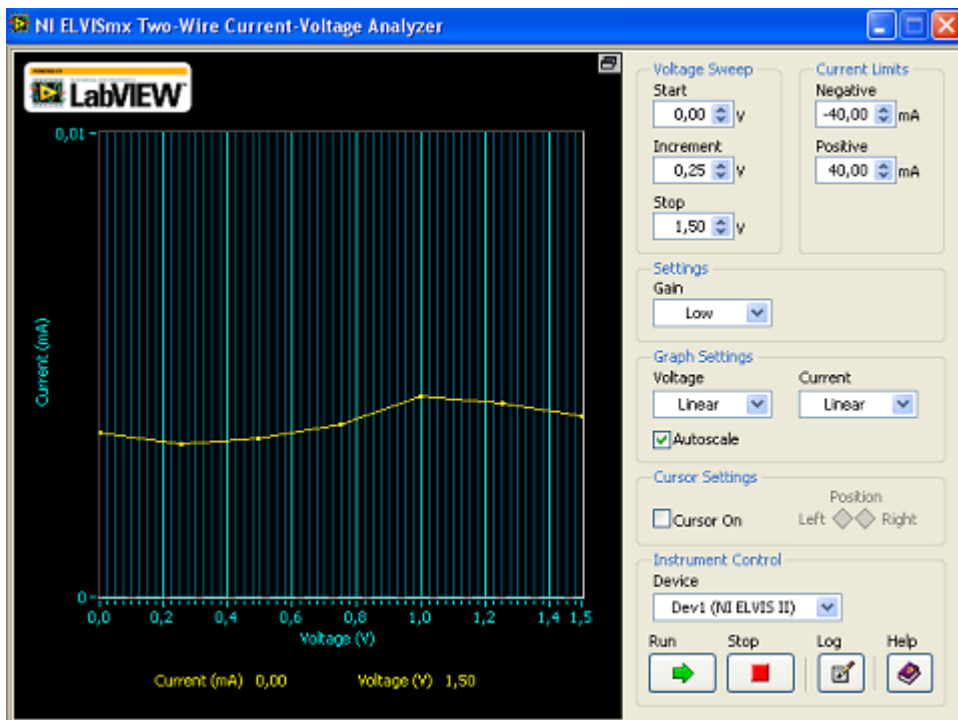 NI ELVISmx Two-Wire Current-Voltage Analyzer
LabVIEW
0,01
Current (mA)
0
0,0 0,2 0,4 0,6 0,8 1,0 1,2 1,4 1,5
Voltage (V)
Current (mA) 0,00 Voltage (V) 1,50
Voltage Sweep
Start
0,00 V
Increment
0,25 V
Stop
1,50 V
Current Limits
Negative
-40,00 mA
Positive
40,00 mA
Settings
Gain
Low
Graph Settings
Voltage
Linear
Current
Linear
Autoscale
Cursor Settings
Cursor On
Position
Left Right
Instrument Control
Device
Dev1 (NI ELVIS II)
Run Stop Log Help